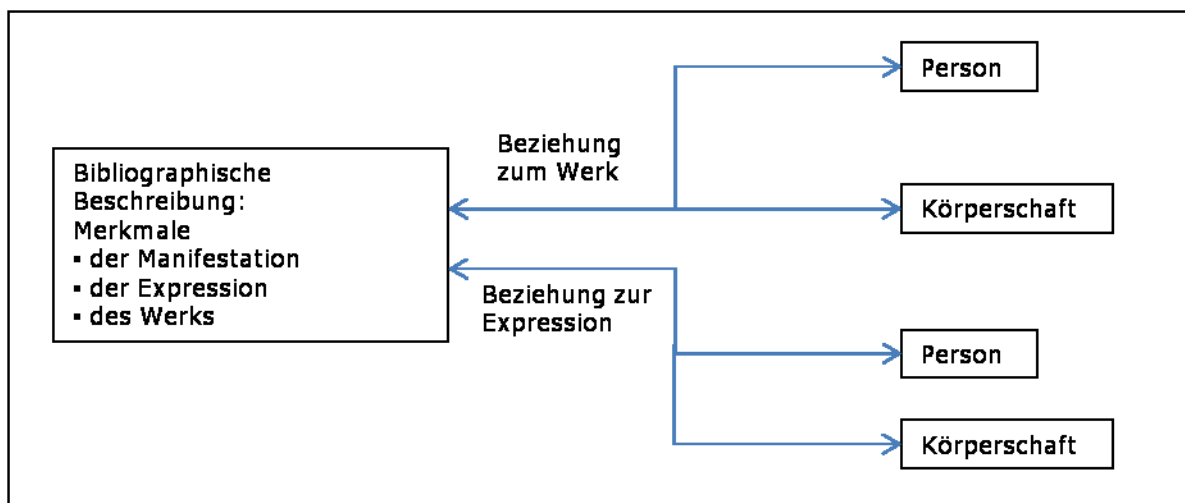 Bibliographische
Beschreibung:
Merkmale
▪ der Manifestation
▪ der Expression
▪ des Werks
Beziehung
zum Werk
Person
Körperschaft
Beziehung zur
Expression
Person
Körperschaft